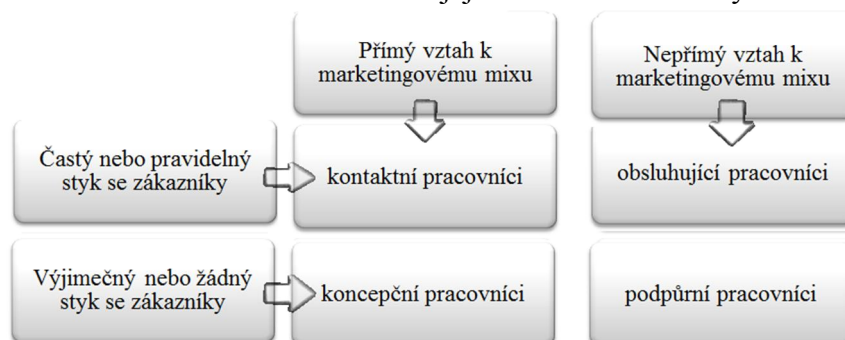 Přímý vztah k
marketingovému mixu
Nepřímý vztah k
marketingovému mixu
Častý nebo pravidelný
styk se zákazníky
kontaktní pracovníci
obsluhující pracovníci
Výjimečný nebo žádný
styk se zákazníky
koncepční pracovníci
podpůrní pracovníci